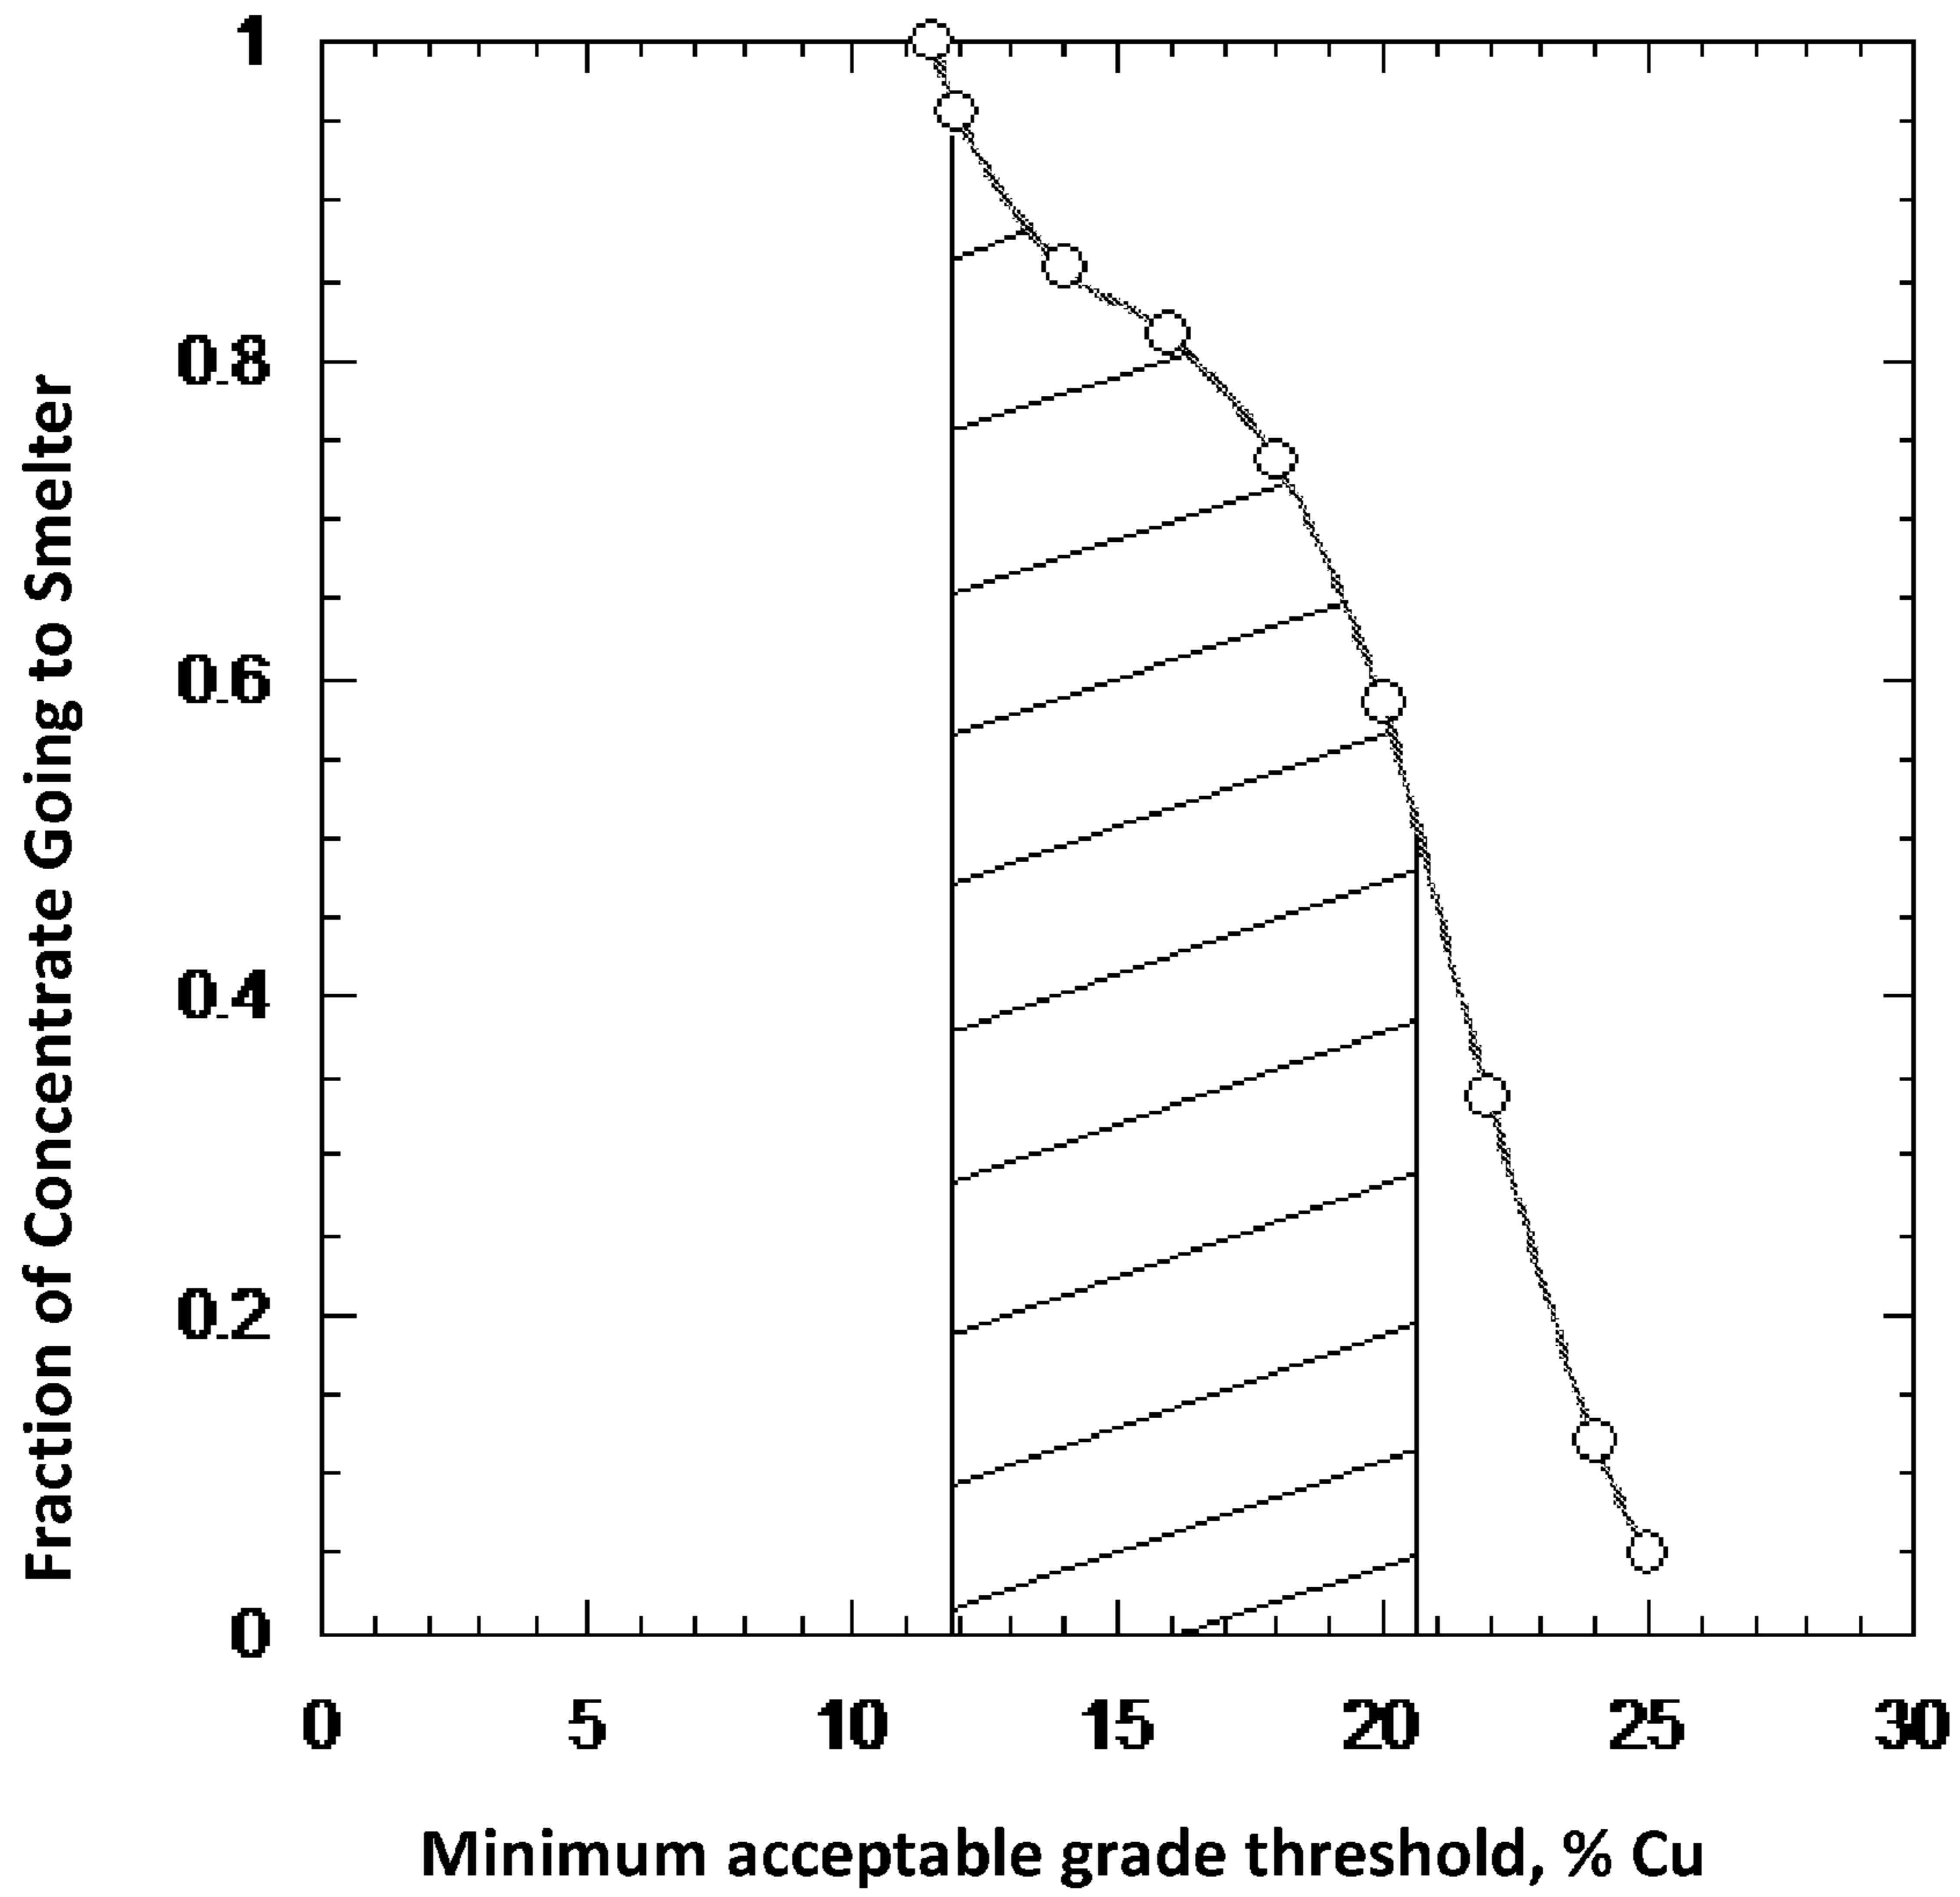 Fraction of Concentrate Going to Smelter
1
0.8
0.6
0.4
0.2
0
0 5 10 15 20 25 30
Minimum acceptable grade threshold, % Cu